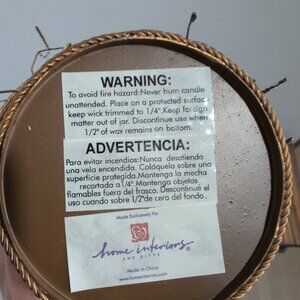 WARNING:
To avoid fire hazard:Never burn candle
unattended. Place on a protected surface
keep wick trimmed to 1/4".Keep foreign
matter out of jar. Discontinue use when
1/2" of wax remains on bottom.
ADVERTENCIA:
Para evitar incendios:Nunca desatienda
una vela encendida. Colóquela sobre una
superficie protegida.Mantenga la mecha
recortada a 1/4".Mantenga objetos
flamables fuera del frasco. Descontinúe el
uso cuando sobre 1/2"de cera del fondo.
Made Exclusively For
home interiors
AND GIFTS
Made in China
www.homeinteriors.com